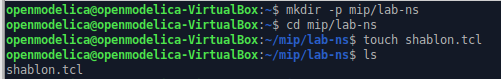 openmodelica@openmodelica-VirtualBox:~$ mkdir -p mip/lab-ns
openmodelica@openmodelica-VirtualBox:~$ cd mip/lab-ns
openmodelica@openmodelica-VirtualBox:~/mip/lab-ns$ touch shablon.tcl
openmodelica@openmodelica-VirtualBox:~/mip/lab-ns$ ls
shablon.tcl